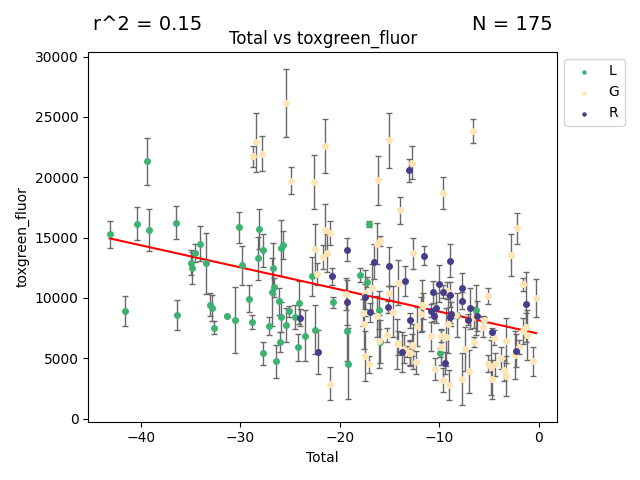 r^2 = 0.15
N = 175
Total vs toxgreen_fluor
30000
25000
20000
15000
10000
5000
0
toxgreen_fluor
−40
−30
−20
−10
0
Total
L
G
R